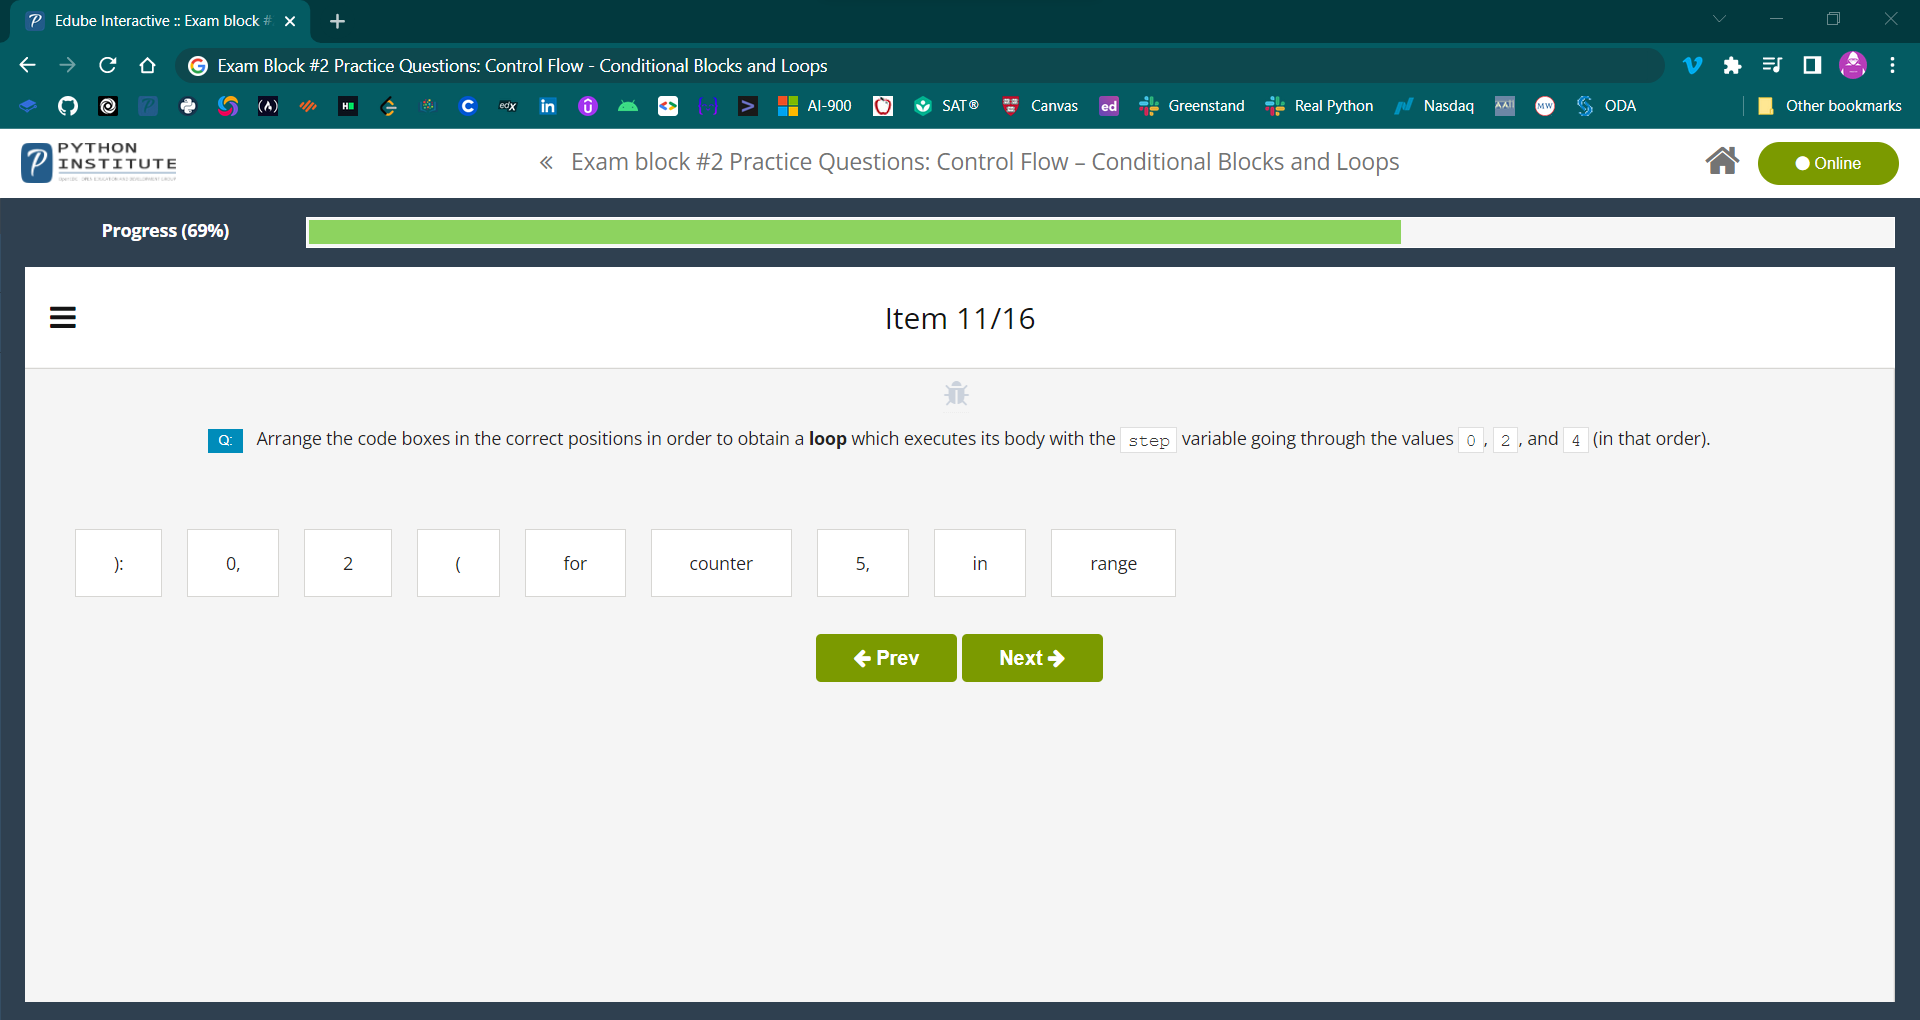 Edube Interactive :: Exam block #
Exam Block #2 Practice Questions: Control Flow - Conditional Blocks and Loops
AI-900 SAT® Canvas ed Greenstand Real Python Nasdaq AATI MW ODA Other bookmarks
PYTHON
INSTITUTE
« Exam block #2 Practice Questions: Control Flow – Conditional Blocks and Loops
Online
Progress (69%)
Item 11/16
Q: Arrange the code boxes in the correct positions in order to obtain a loop which executes its body with the step variable going through the values 0, 2, and 4 (in that order).
): 0, 2 ( for counter 5, in range
Prev Next